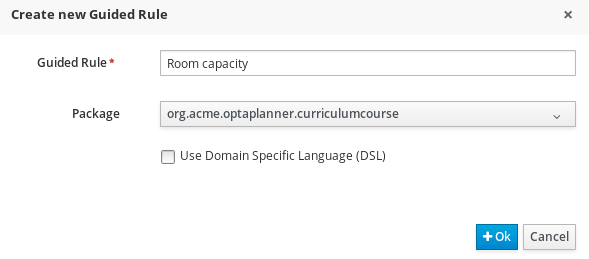 Create new Guided Rule ×
Guided Rule* Room capacity
Package org.acme.optaplanner.curriculumcourse
Use Domain Specific Language (DSL)
+ Ok Cancel